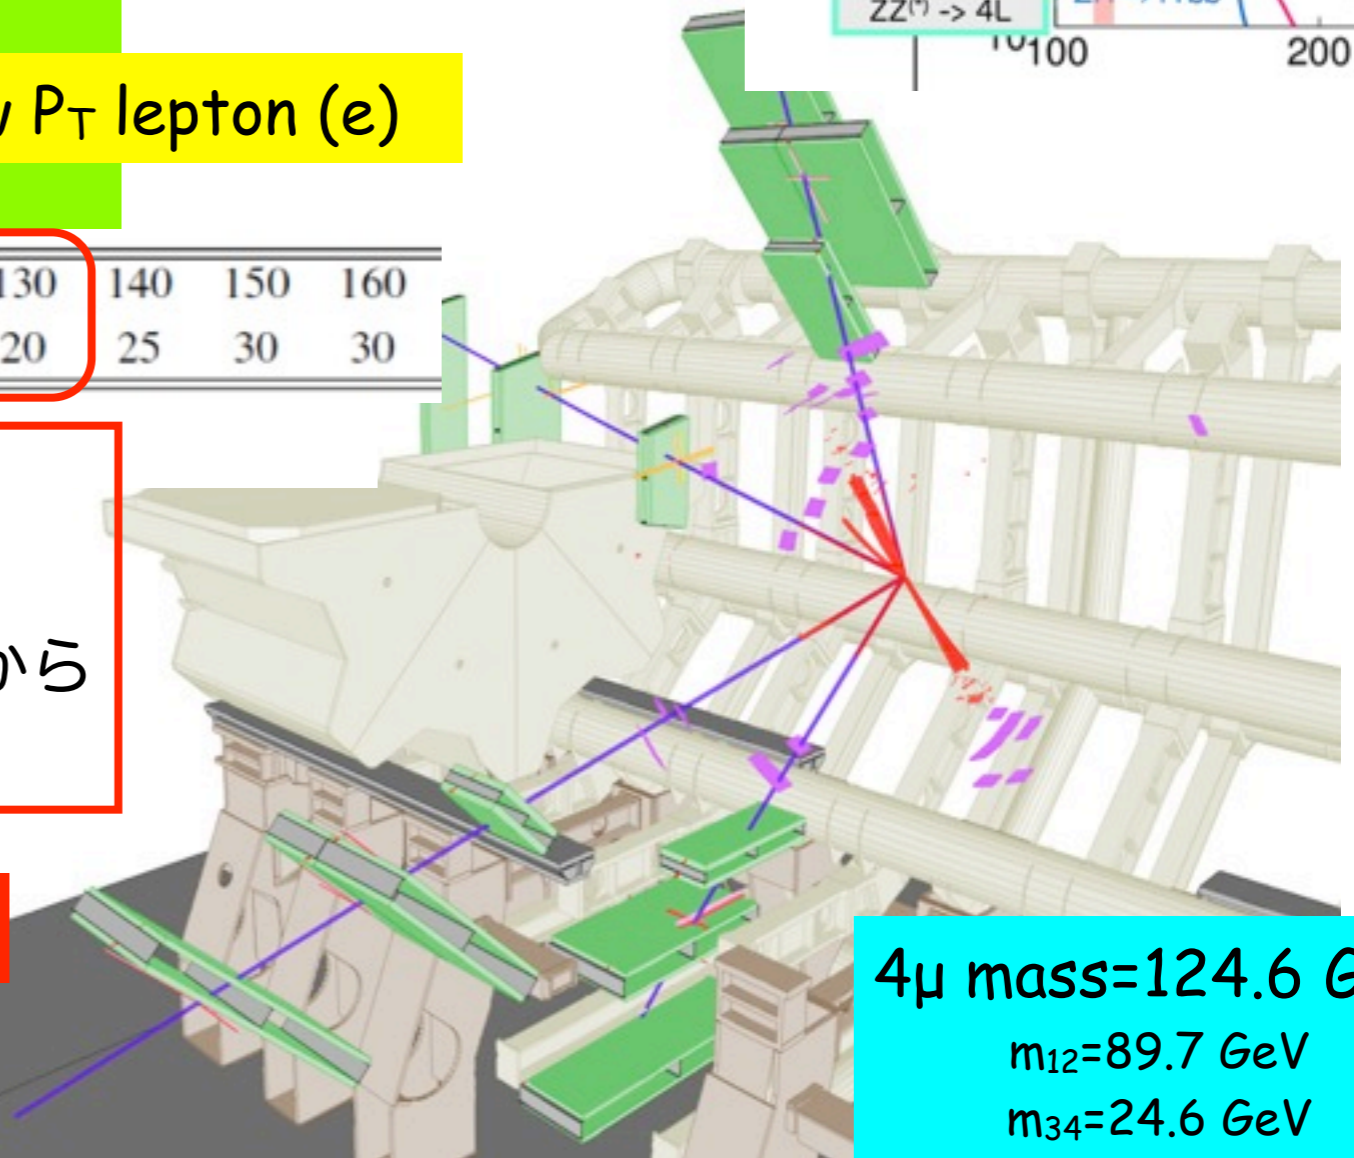 ZZ(*) -> 4L
100 200
PT lepton (e)
130 140 150 160
20 25 30 30
から
4μ mass=124.6
m12=89.7 GeV
m34=24.6 GeV